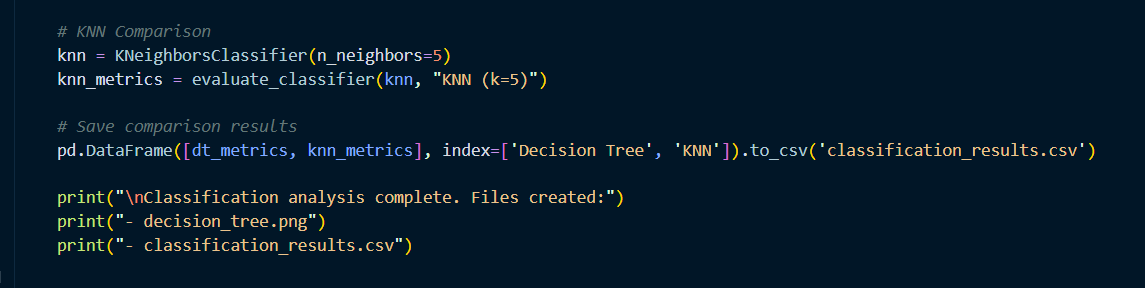 # KNN Comparison
knn = KNeighborsClassifier(n_neighbors=5)
knn_metrics = evaluate_classifier(knn, "KNN (k=5)")
# Save comparison results
pd.DataFrame([dt_metrics, knn_metrics], index=['Decision Tree', 'KNN']).to_csv('classification_results.csv')
print("\nClassification analysis complete. Files created:")
print("- decision_tree.png")
print("- classification_results.csv")